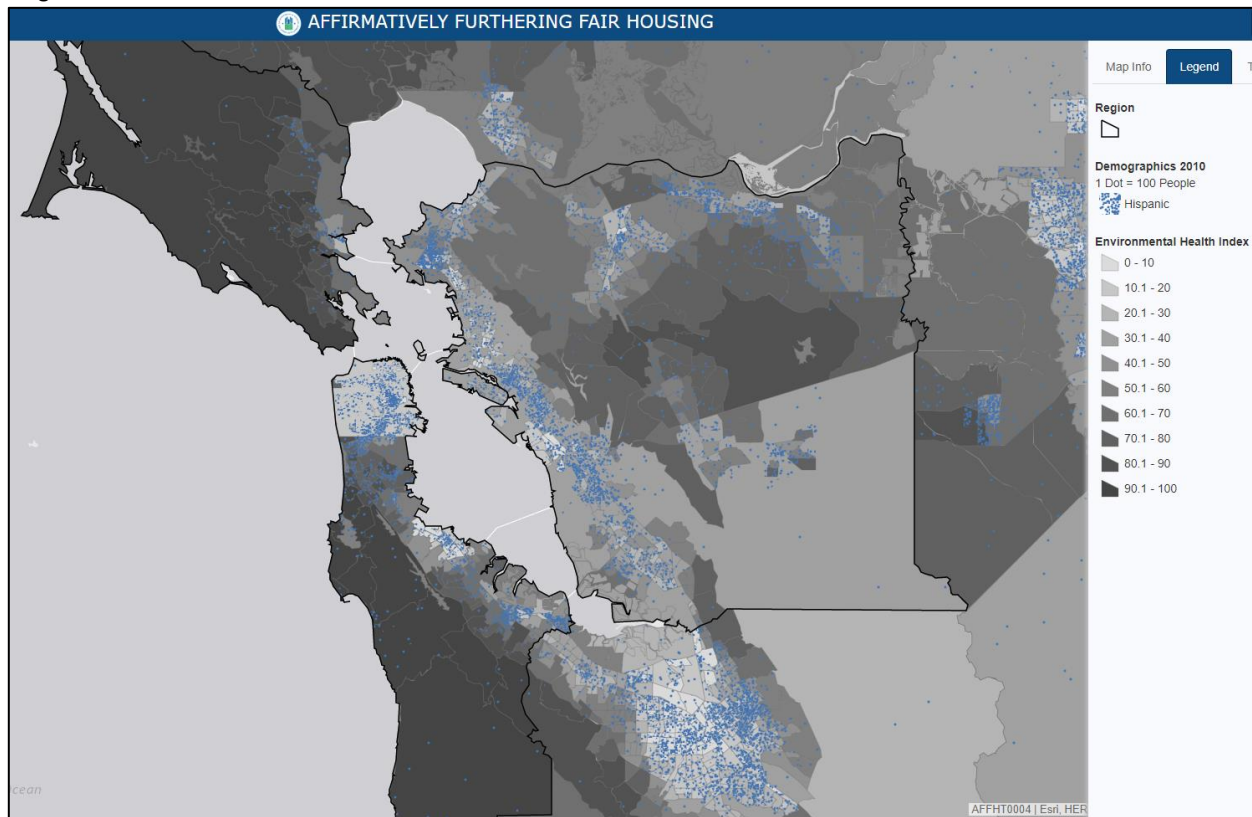 AFFIRMATIVELY FURTHERING FAIR HOUSING
Map Info
Legend
T
Region
Demographics 2010
1 Dot = 100 People
Hispanic
Environmental Health Index
0 - 10
10.1 - 20
20.1 - 30
30.1 - 40
40.1 - 50
50.1 - 60
60.1 - 70
70.1 - 80
80.1 - 90
90.1 - 100
cean
AFFHT0004 | Esri, HER